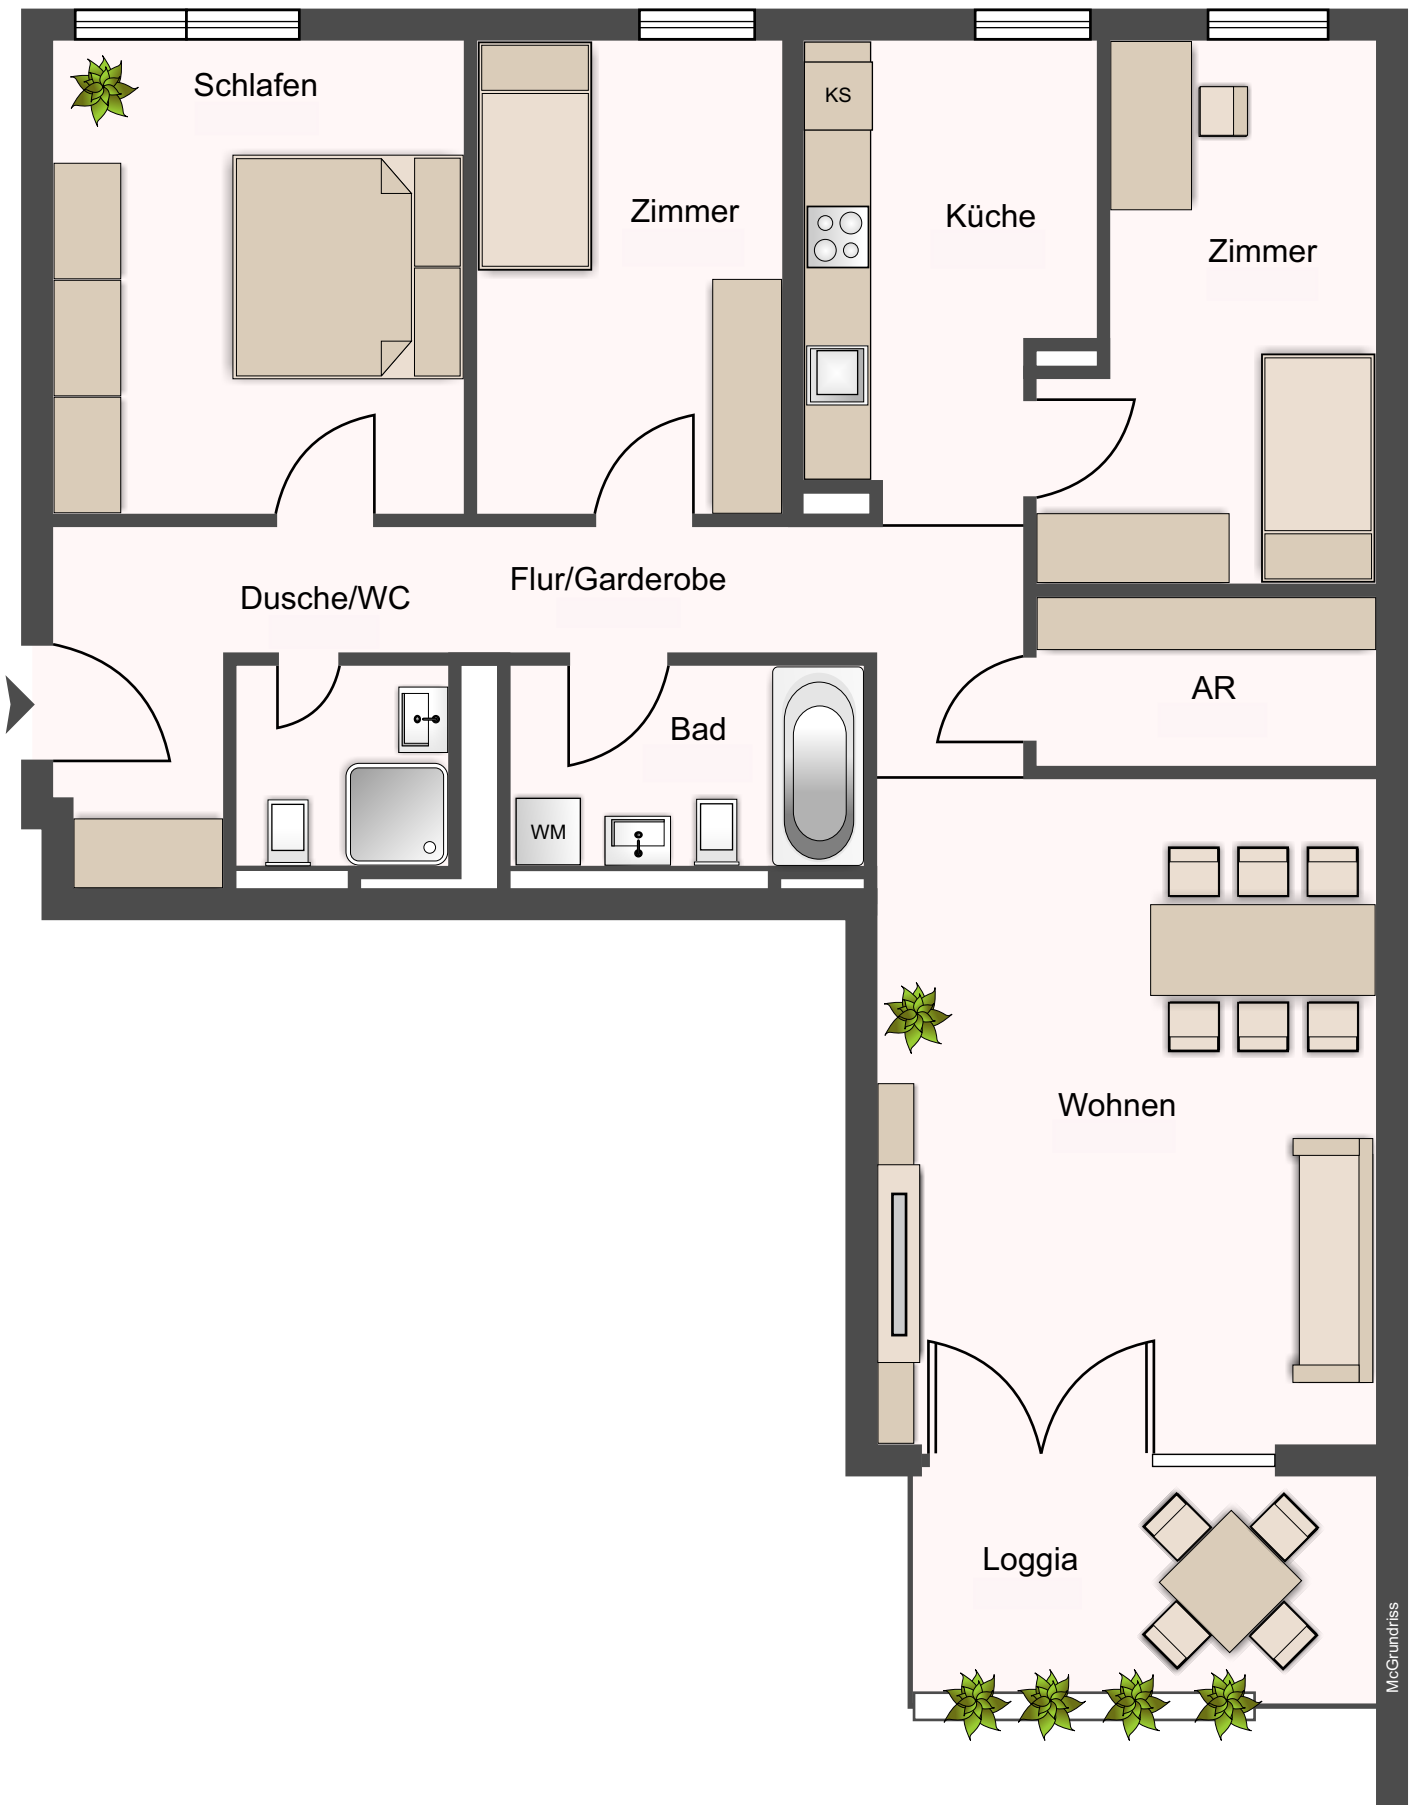 Schlafen
Zimmer
KS
Küche
Zimmer
Dusche/WC
Flur/Garderobe
AR
Bad
WM
Wohnen
Loggia
McGrundriss